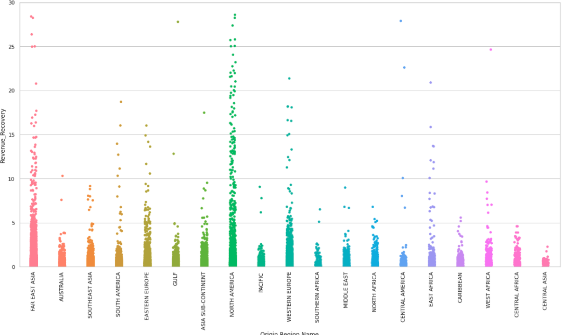 30
25
20
15
10
5
0
Revenue_Recovery
FAR EAST ASIA
AUSTRALIA
SOUTHEAST ASIA
SOUTH AMERICA
EASTERN EUROPE
GULF
ASIA SUB-CONTINENT
NORTH AMERICA
PACIFIC
WESTERN EUROPE
SOUTHERN AFRICA
MIDDLE EAST
NORTH AFRICA
CENTRAL AMERICA
EAST AFRICA
CARIBBEAN
WEST AFRICA
CENTRAL AFRICA
CENTRAL ASIA
Origin Region Name